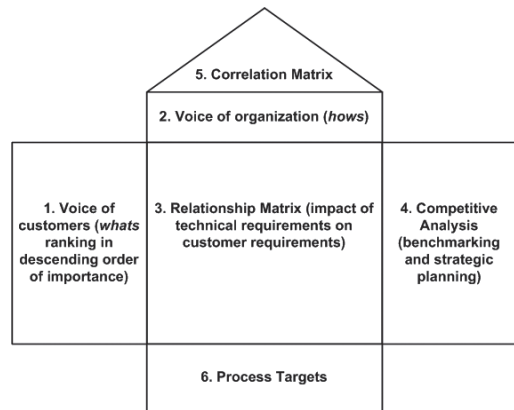 5. Correlation Matrix
2. Voice of organization (hows)
1. Voice of
customers (whats
ranking in
descending order
of importance)
3. Relationship Matrix (impact of
technical requirements on
customer requirements)
4. Competitive
Analysis
(benchmarking
and strategic
planning)
6. Process Targets